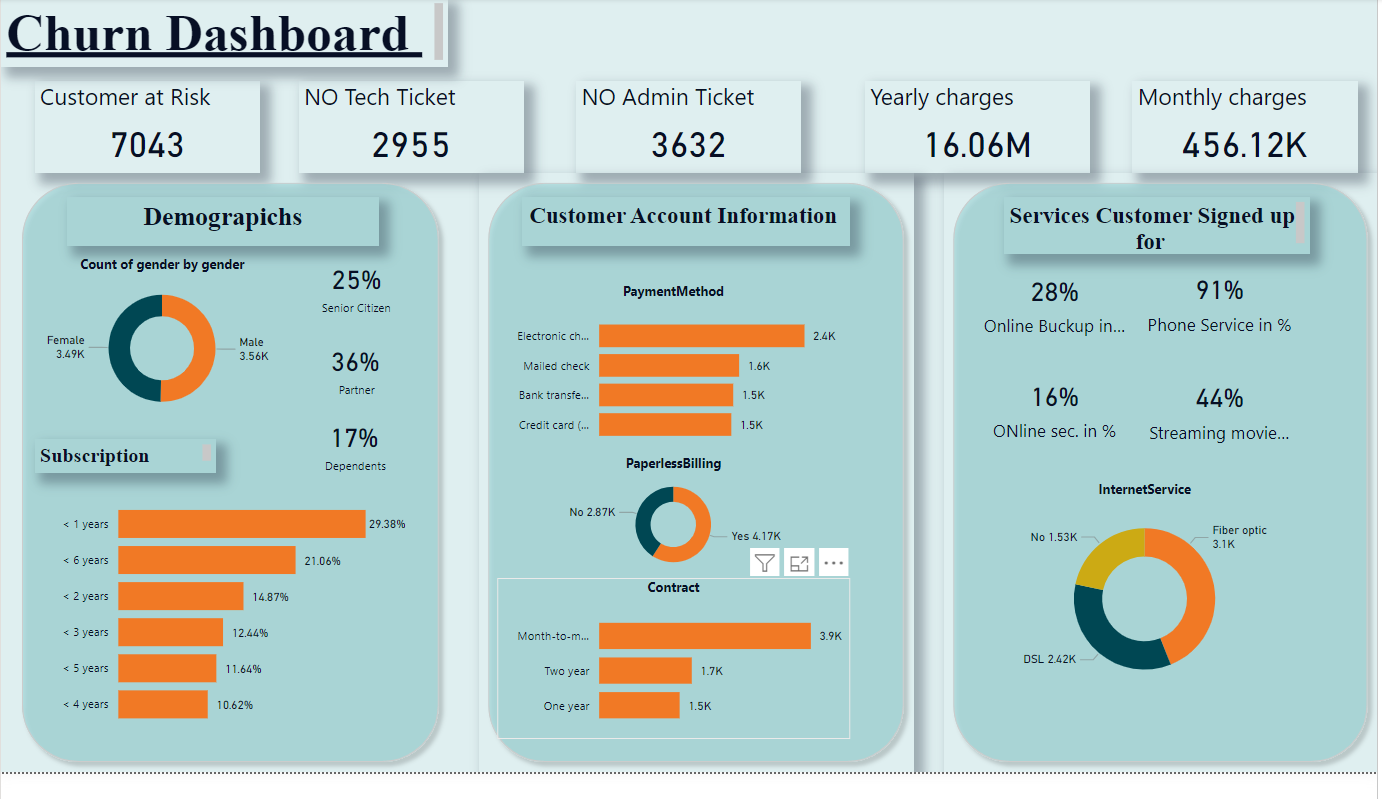 Churn Dashboard
Customer at Risk
7043
NO Tech Ticket
2955
NO Admin Ticket
3632
Yearly charges
16.06M
Monthly charges
456.12K
Demograpichs
Count of gender by gender
Female
3.49K
Male
3.56K
25%
Senior Citizen
36%
Partner
17%
Dependents
Subscription
< 1 years 29.38%
< 6 years 21.06%
< 2 years 14.87%
< 3 years 12.44%
< 5 years 11.64%
< 4 years 10.62%
Customer Account Information
PaymentMethod
Electronic ch... 2.4K
Mailed check 1.6K
Bank transfe... 1.5K
Credit card (... 1.5K
PaperlessBilling
No 2.87K
Yes 4.17K
Contract
Month-to-m... 3.9K
Two year 1.7K
One year 1.5K
Services Customer Signed up
for
28%
Online Buckup in...
91%
Phone Service in %
16%
ONline sec. in %
44%
Streaming movie...
InternetService
No 1.53K
Fiber optic
3.1K
DSL 2.42K